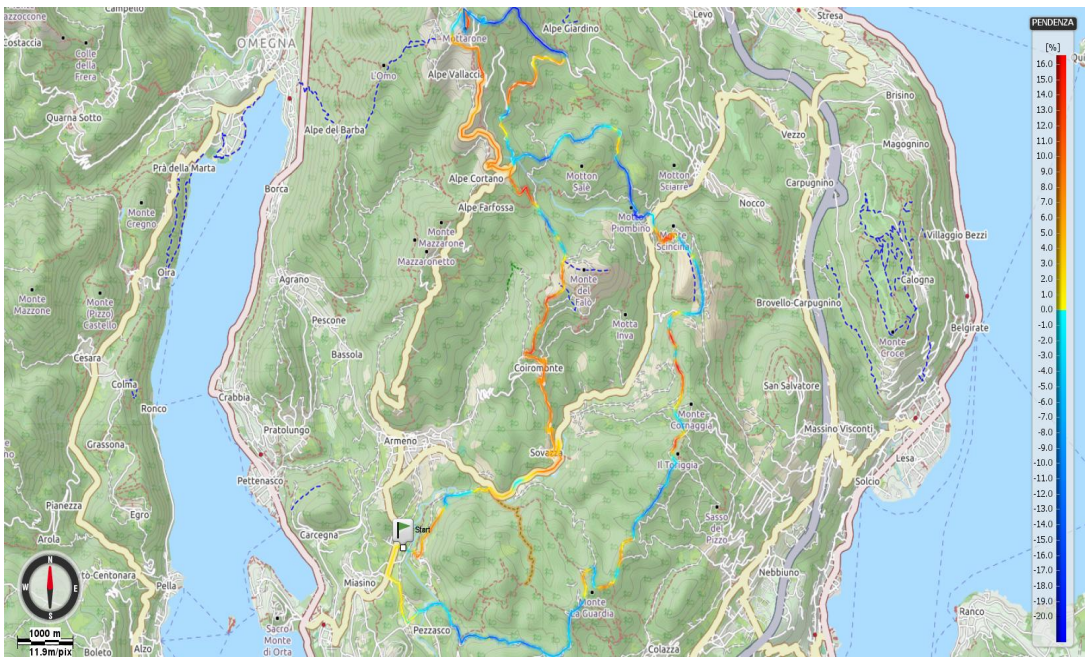 Campello
Mazzoccone
Costaccia
Colle
della
Frera
OMEGNA
Quarna Sotto
L'Omo
Alpe del Barba
Prà della Marta
Borca
Monte
Cregno
Oira
Monte
Mazzone
Monte
(Pizzo)
Castello
Cesara
Colma
Ronco
Grassona
Egro
Pianezza
Arola
Pella
Boleto
Alzo
Mottarone
Alpe Giardino
Alpe Vallaccia
Alpe Cortano
Alpe Farfossa
Monte
Mazzarone
Mazzaronetto
Agrano
Pescone
Bassola
Crabbia
Pratolungo
Armeno
Pettenasco
Carcegna
Start
Miasino
Pezzasco
Sacro
Monte
di Orta
Levo
Stresa
Brisino
Vezzo
Magognino
Motton
Sale
Motton
Sciarre
Carpugnino
Nocco
Motto
Piombino
Monte
Scincina
Villaggio Bezzi
Calogna
Monte
del
Falò
Brovello-Carpugnino
Belgirate
Motta
Inva
Monte
Croce
Coiromonte
San Salvatore
Monte
Cornaggia
Massino Visconti
Lesa
Sovazza
Il Toriggia
Solcio
Sasso
del
Pizzo
Nebbiuno
Monte
La Guardia
Colazza
Ranco
PENDENZA
[%]
16.0
15.0
14.0
13.0
12.0
11.0
10.0
9.0
8.0
7.0
6.0
5.0
4.0
3.0
2.0
1.0
0.0
-1.0
-2.0
-3.0
-4.0
-5.0
-6.0
-7.0
-8.0
-9.0
-10.0
-11.0
-12.0
-13.0
-14.0
-15.0
-16.0
-17.0
-18.0
-19.0
-20.0
N
W
E
S
1000 m
11.9m/pix